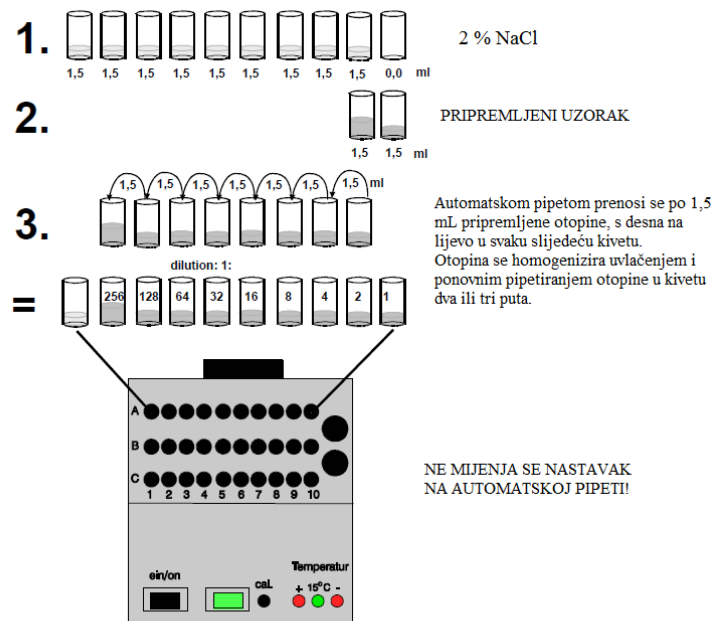 1.
2 % NaCl
1,5 1,5 1,5 1,5 1,5 1,5 1,5 1,5 1,5 0,0 ml
2.
PRIPREMLJENI UZORAK
1,5 1,5 ml
3.
1,5 1,5 1,5 1,5 1,5 1,5 1,5 ml
Automatskom pipetom prenosi se po 1,5
mL pripremljene otopine, s desna na
lijevo u svaku slijedeću kivetu.
Otopina se homogenizira uvlačenjem i
ponovnim pipetiranjem otopine u kivetu
dva ili tri puta.
dilution: 1:
= 256 128 64 32 16 8 4 2 1
A
B
C
1 2 3 4 5 6 7 8 9 10
NE MIJENJA SE NASTAVAK
NA AUTOMATSKOJ PIPETI!
Temperatur
ein/on
cal. + 15°C -